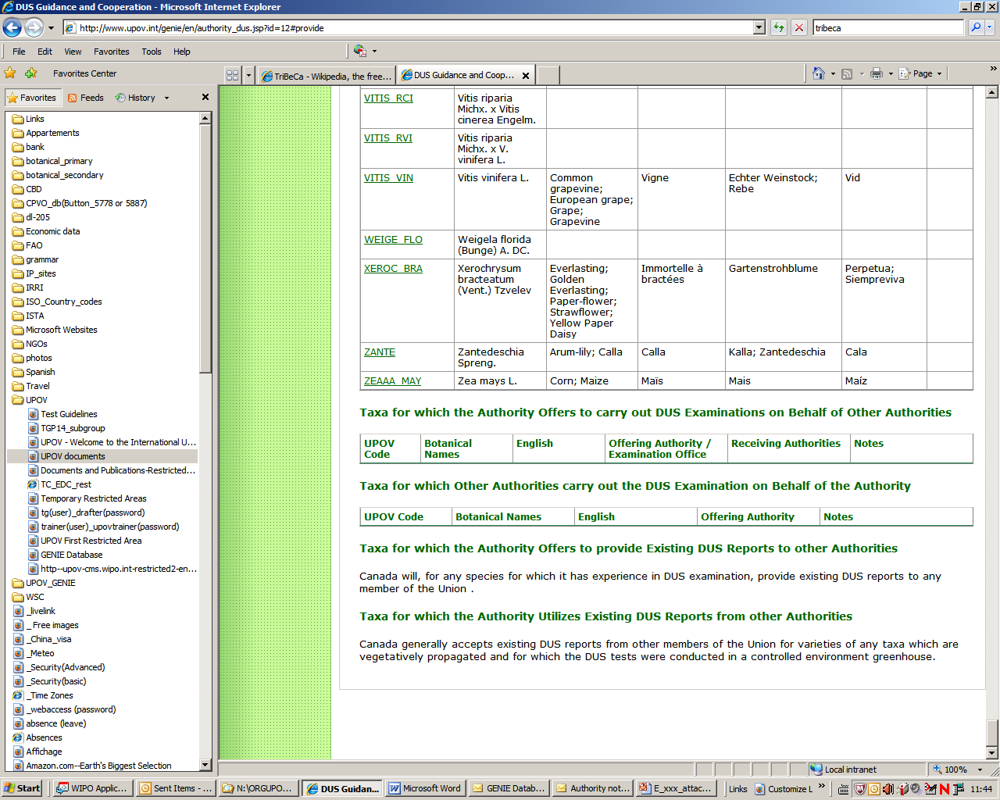 DUS Guidance and Cooperation - Microsoft Internet Explorer
http://www.upov.int/genie/en/authority_dus.jsp?id=12#provide
tribeca
File Edit View Favorites Tools Help
Favorites Center
TriBeCa - Wikipedia, the free...
DUS Guidance and Coop...
Page
Favorites Feeds History
Links
Appartements
bank
botanical_primary
botanical_secondary
CBD
CPVO_db(Button_5778 or 5887)
dl-205
Economic data
FAO
grammar
IP_sites
IRRI
ISO_Country_codes
ISTA
Microsoft Websites
NGOs
photos
Spanish
Travel
UPOV
Test Guidelines
TGP14_subgroup
UPOV - Welcome to the International U...
UPOV documents
Documents and Publications-Restricted...
TC_EDC_rest
Temporary Restricted Areas
tg(user)_drafter(password)
trainer(user)_upovtrainer(password)
UPOV First Restricted Area
GENIE Database
http--upov-cms.wipo.int-restricted2-en...
UPOV_GENIE
WSC
_livelink
_ Free images
_China_visa
_Meteo
_Security(Advanced)
_Security(basic)
_Time Zones
_webaccess (password)
absence (leave)
Absences
Affichage
Amazon.com--Earth's Biggest Selection
VITIS_RCI Vitis riparia
Michx. x Vitis
cinerea Engelm.
VITIS_RVI Vitis riparia
Michx. x V.
vinifera L.
VITIS_VIN Vitis vinifera L. Common Vigne Echter Weinstock; Vid
grapevine; Rebe
European grape;
Grape;
Grapevine
WEIGE_FLO Weigela florida
(Bunge) A. DC.
XEROC_BRA Xerochrysum Everlasting; Immortelle à Gartenstrohblume Perpetua;
bracteatum Golden bractées Siempreviva
(Vent.) Tzvelev Everlasting;
Paper-flower;
Strawflower;
Yellow Paper
Daisy
ZANTE Zantedeschia Arum-lily; Calla Calla Kalla; Zantedeschia Cala
Spreng.
ZEAAA_MAY Zea mays L. Corn; Maize Maïs Mais Maíz
Taxa for which the Authority Offers to carry out DUS Examinations on Behalf of Other Authorities
UPOV Botanical English Offering Authority / Receiving Authorities Notes
Code Names Examination Office
Taxa for which Other Authorities carry out the DUS Examination on Behalf of the Authority
UPOV Code Botanical Names English Offering Authority Notes
Taxa for which the Authority Offers to provide Existing DUS Reports to other Authorities
Canada will, for any species for which it has experience in DUS examination, provide existing DUS reports to any
member of the Union .
Taxa for which the Authority Utilizes Existing DUS Reports from other Authorities
Canada generally accepts existing DUS reports from other members of the Union for varieties of any taxa which are
vegetatively propagated and for which the DUS tests were conducted in a controlled environment greenhouse.
Local intranet 100%
Start WIPO Applic... Sent Items - ... N:\ORGUPO... DUS Guidan... Microsoft Word GENIE Datab... Authority not... E_xxx_attac... Links Customize L 11:44